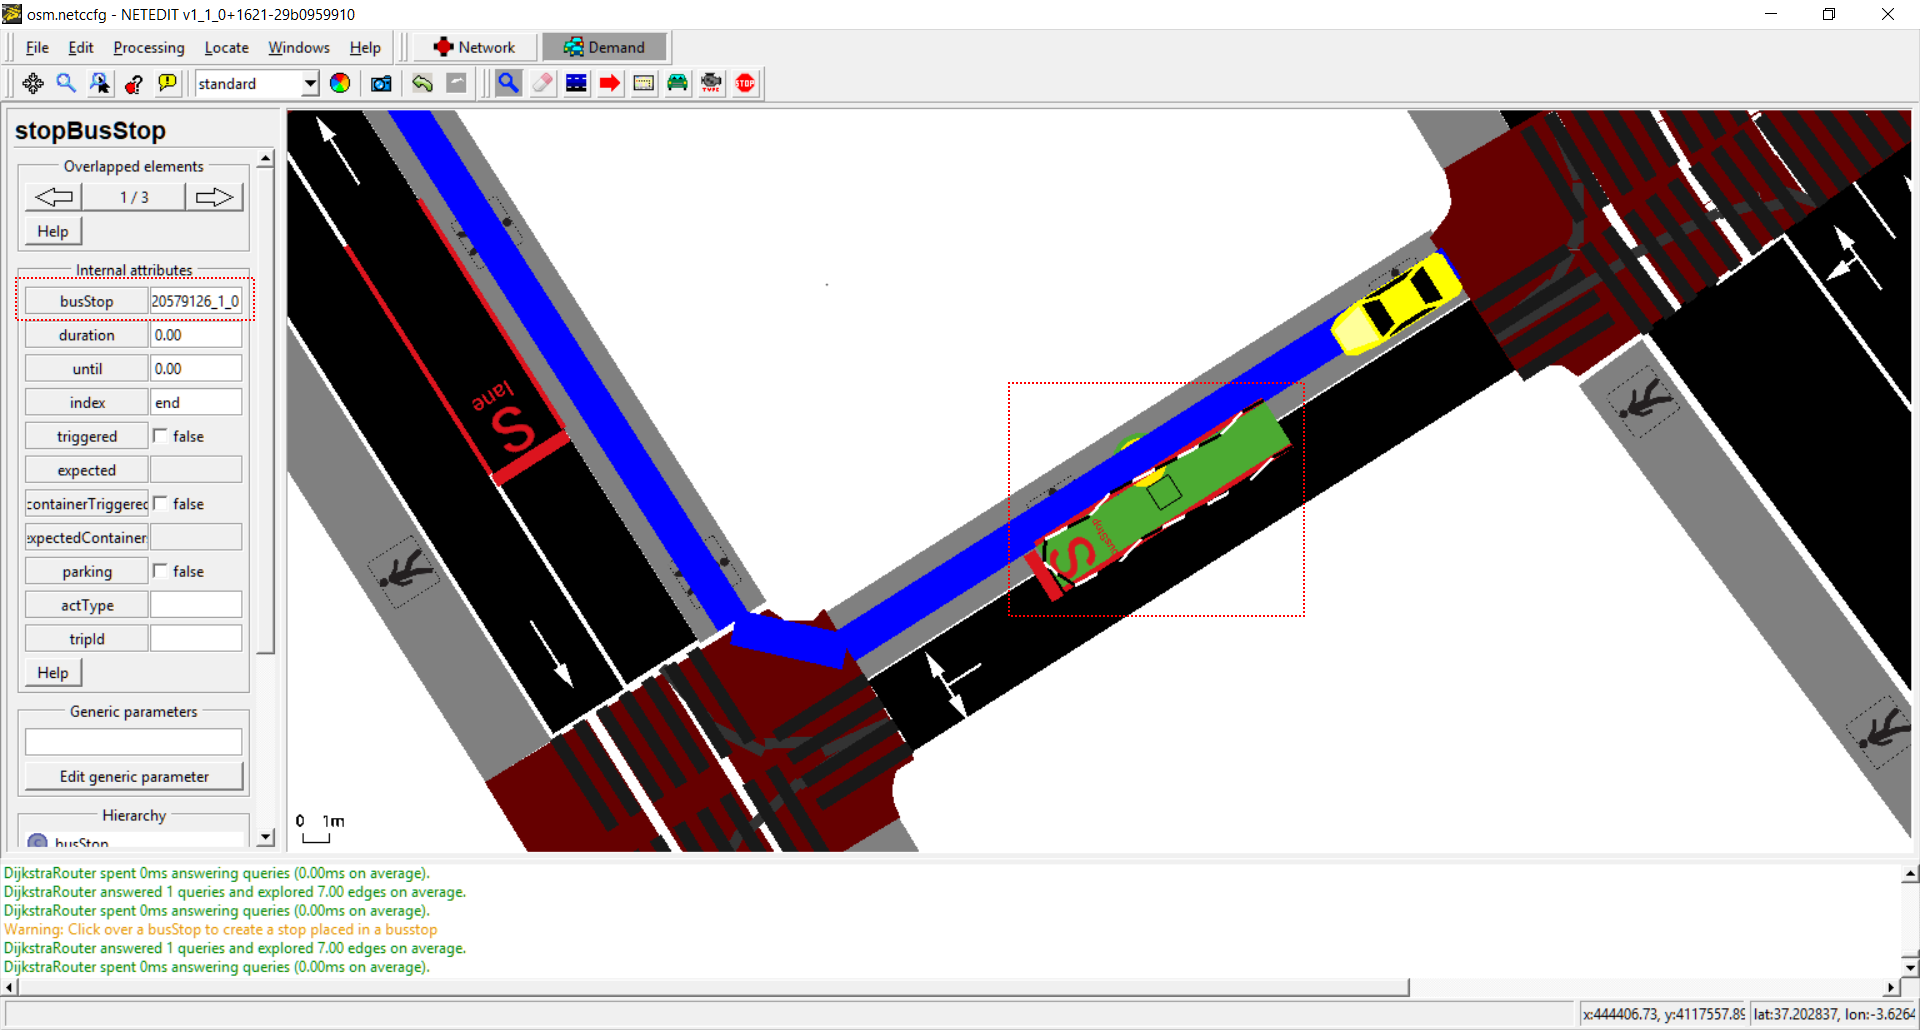 osm.netccfg - NETEDIT v1_1_0+1621-29b0959910
File Edit Processing Locate Windows Help Network Demand
standard
TYPE
STOP
stopBusStop
Overlapped elements
1 / 3
Help
Internal attributes
busStop 20579126_1_0
duration 0.00
until 0.00
index end
triggered false
expected
containerTriggered false
expectedContainer
parking false
actType
tripId
Help
Generic parameters
Edit generic parameter
Hierarchy
busStop
lane
S
S
busStop
0 1m
DijkstraRouter spent 0ms answering queries (0.00ms on average).
DijkstraRouter answered 1 queries and explored 7.00 edges on average.
DijkstraRouter spent 0ms answering queries (0.00ms on average).
Warning: Click over a busStop to create a stop placed in a busstop
DijkstraRouter answered 1 queries and explored 7.00 edges on average.
DijkstraRouter spent 0ms answering queries (0.00ms on average).
x:444406.73, y:4117557.89 lat:37.202837, lon:-3.6264